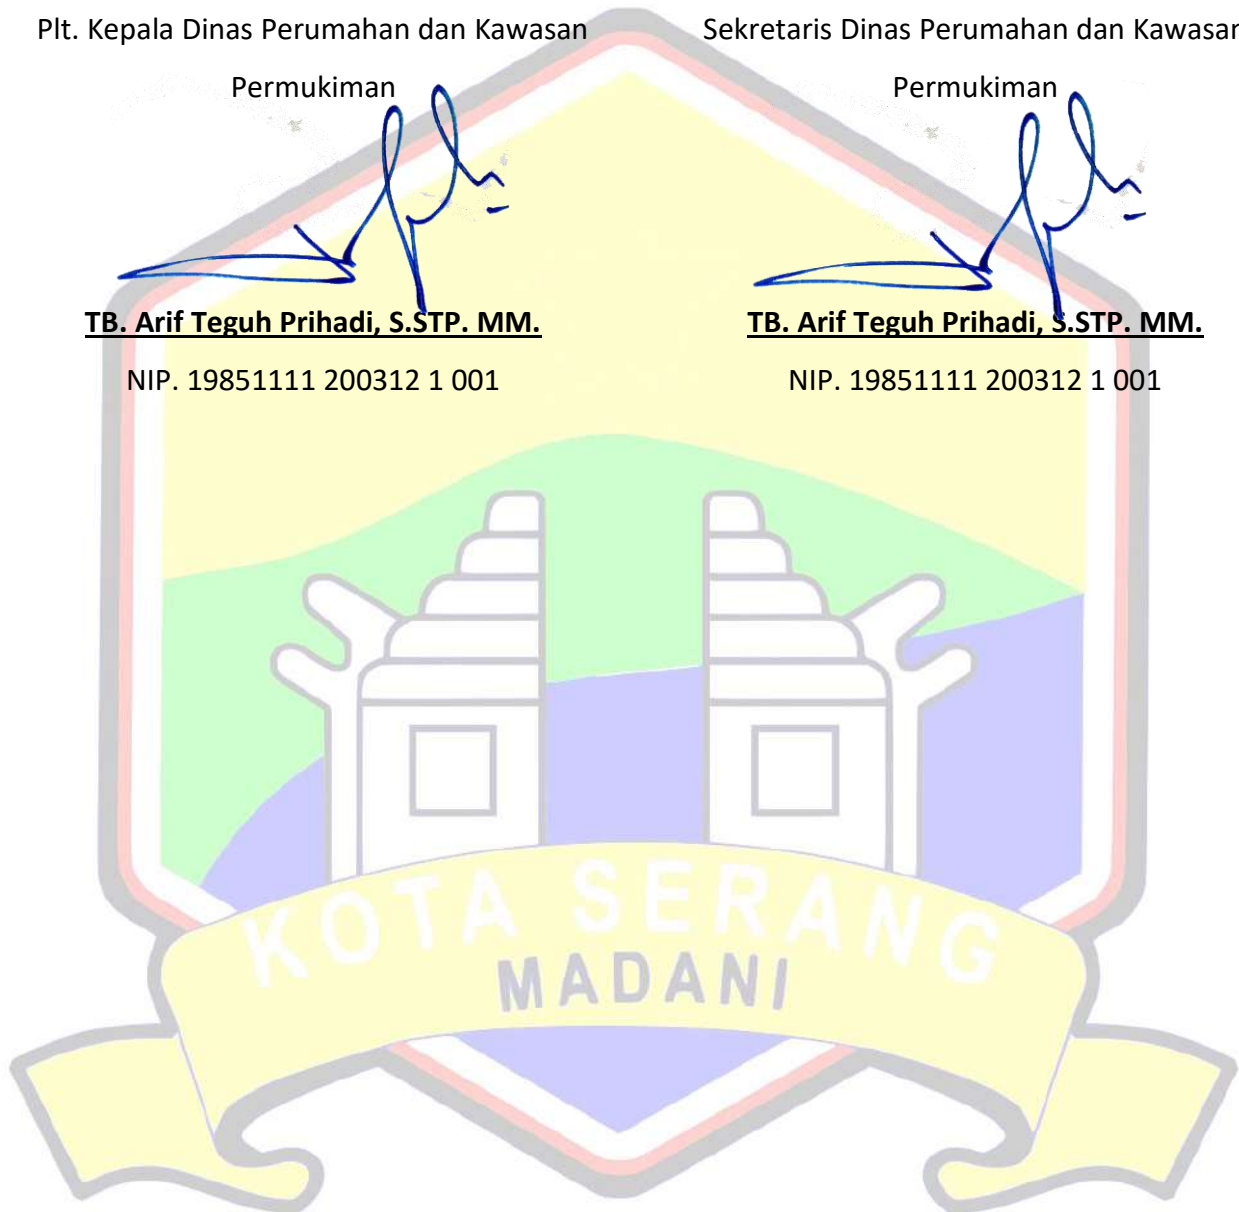 Plt. Kepala Dinas Perumahan dan Kawasan
Permukiman
TB. Arif Teguh Prihadi, S.STP. MM.
NIP. 19851111 200312 1 001
Sekretaris Dinas Perumahan dan Kawasan
Permukiman
TB. Arif Teguh Prihadi, S.STP. MM.
NIP. 19851111 200312 1 001
KOTA SERANG
MADANI